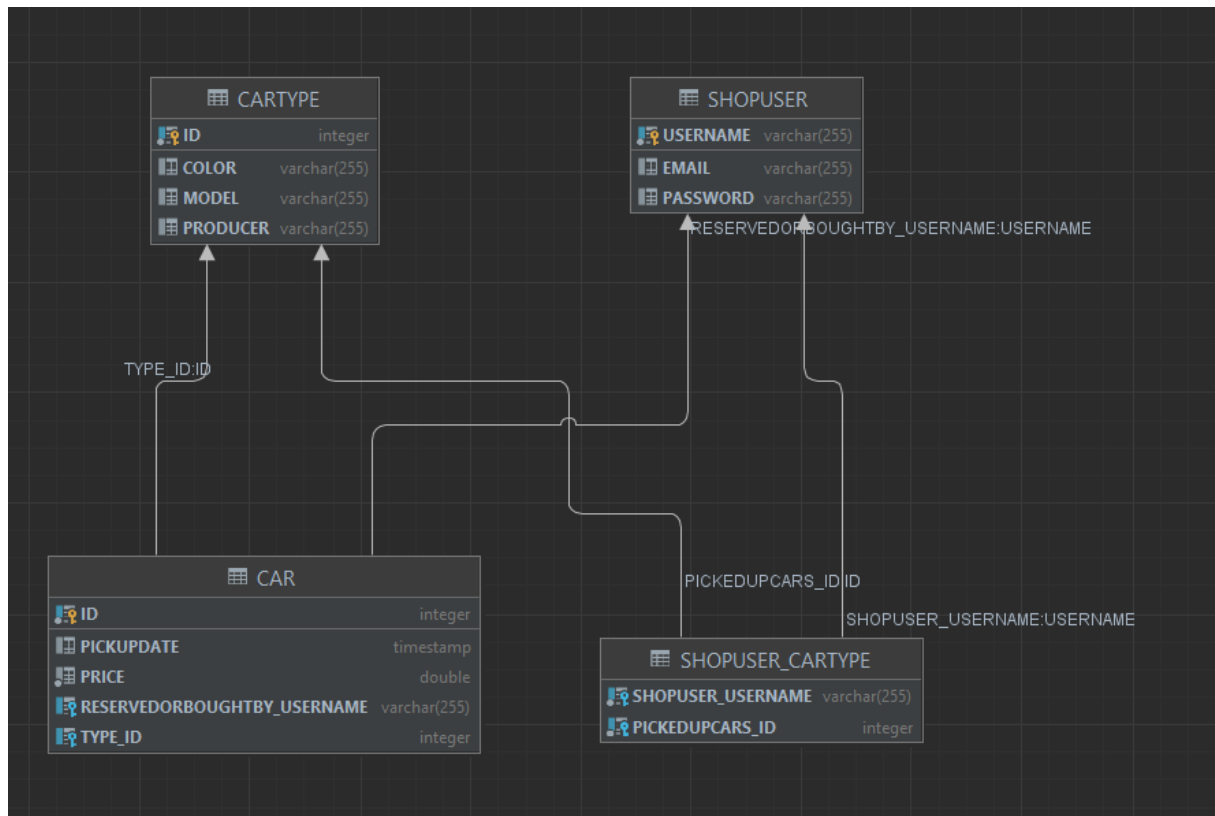 CARTYPE
ID integer
COLOR varchar(255)
MODEL varchar(255)
PRODUCER varchar(255)
SHOPUSER
USERNAME varchar(255)
EMAIL varchar(255)
PASSWORD varchar(255)
RESERVEDORBOUGHTBY_USERNAME:USERNAME
TYPE_ID:ID
PICKEDUPCARS_ID:ID
SHOPUSER_USERNAME:USERNAME
CAR
ID integer
PICKUPDATE timestamp
PRICE double
RESERVEDORBOUGHTBY_USERNAME varchar(255)
TYPE_ID integer
SHOPUSER_CARTYPE
SHOPUSER_USERNAME varchar(255)
PICKEDUPCARS_ID integer